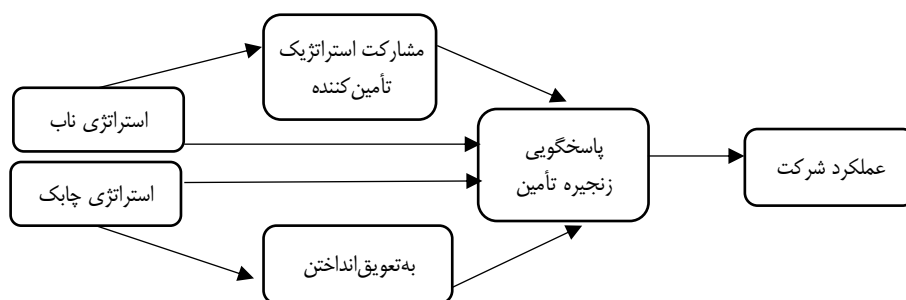 مشارکت استراتژیک
تأمین‌کننده
استراتژی ناب
پاسخگویی
زنجیره تأمین
عملکرد شرکت
استراتژی چابک
به‌تعویق‌انداختن